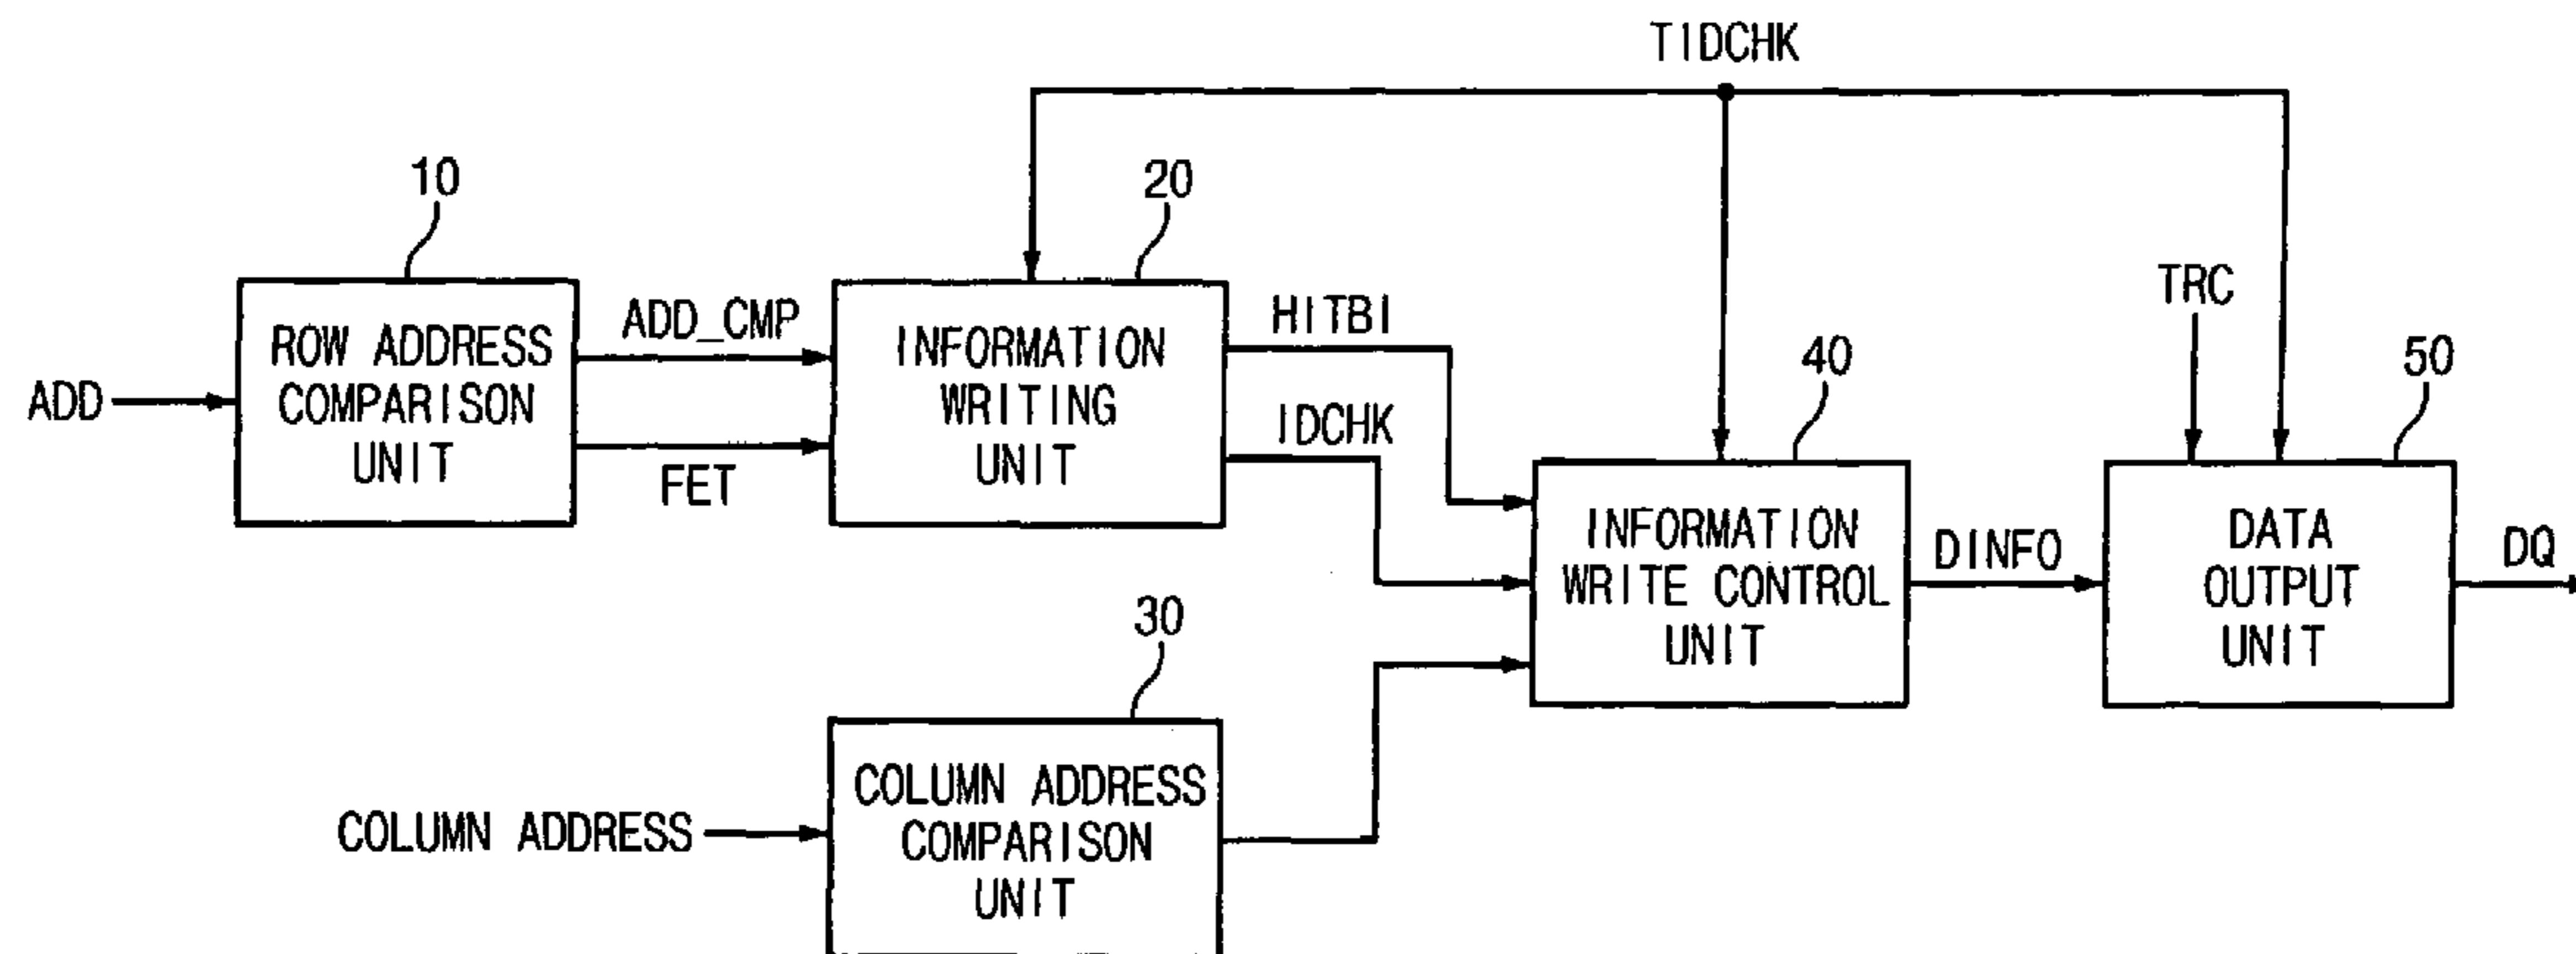 TIDCHK
10
20
ADD_CMP
HITBI
TRC
ROW ADDRESS
COMPARISON
UNIT
INFORMATION
WRITING
UNIT
40
50
ADD
FET
IDCHK
INFORMATION
WRITE CONTROL
UNIT
DINFO
DATA
OUTPUT
UNIT
DQ
30
COLUMN ADDRESS
COLUMN ADDRESS
COMPARISON
UNIT